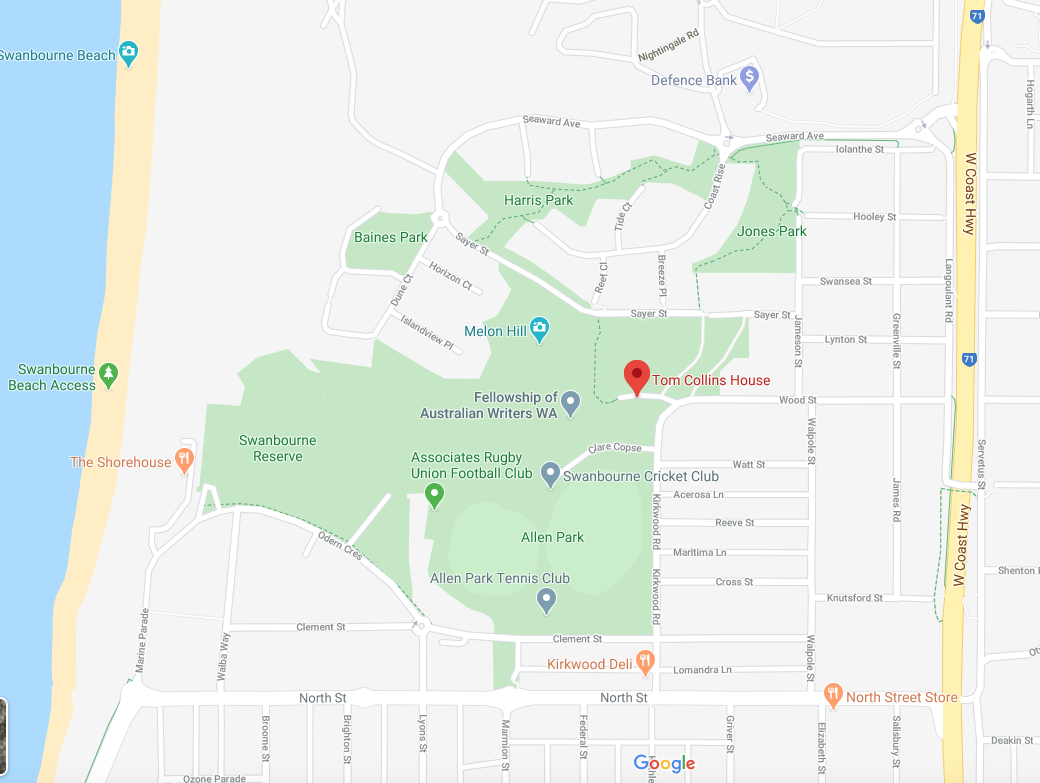 71
Nightingale Rd
Swanbourne Beach
Defence Bank
Hogarth Ln
Seaward Ave
Seaward Ave
Iolanthe St
W Coast Hwy
Coast Rise
Harris Park
Tide Ct
Hooley St
Jones Park
Baines Park
Sayer St
Horizon Ct
Dune Ct
Reef Cl
Breeze Pl
Langoulant Rd
Swansea St
Sayer St
Sayer St
Jameson St
Greenville St
Islandview Pl
Melon Hill
Lynton St
71
Swanbourne
Beach Access
Tom Collins House
Fellowship of
Australian Writers WA
Wood St
Walpole St
Swanbourne
Reserve
Clare Copse
Associates Rugby
Union Football Club
The Shorehouse
Watt St
Swanbourne Cricket Club
Servetus St
Acerosa Ln
James Rd
Kirkwood Rd
Reeve St
Allen Park
W Coast Hwy
Odern Cres
Maritima Ln
Shenton
Allen Park Tennis Club
Cross St
Kirkwood Rd
Knutsford St
Marine Parade
Clement St
Clement St
Walba Way
Walpole St
Kirkwood Deli
Lomandra Ln
North St
North St
North Street Store
Broome St
Brighton St
Lyons St
Marmion St
Federal St
Griver St
Elizabeth St
Salisbury St
Deakin St
Google
Ozone Parade